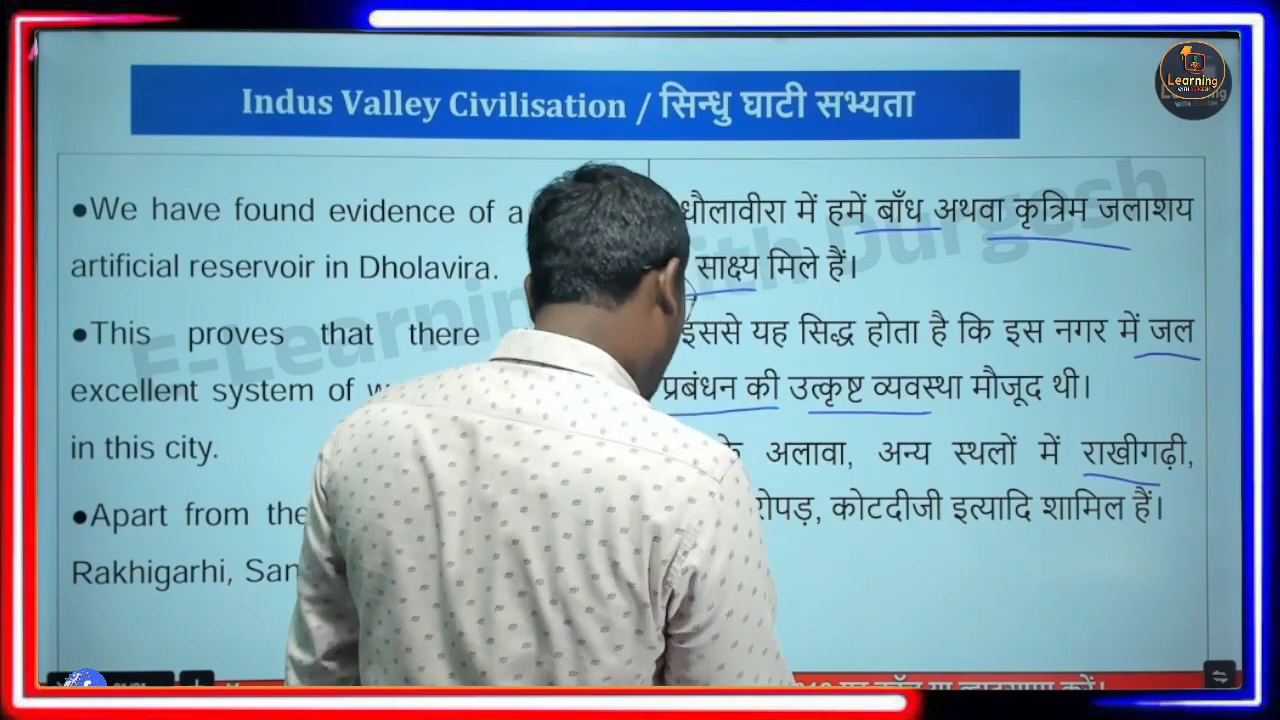 Indus Valley Civilisation / सिन्धु घाटी सभ्यता
Learning
●We have found evidence of a
artificial reservoir in Dholavira.
●This proves that there
excellent system of
in this city.
●Apart from the
Rakhigarhi,
धौलावीरा में हमें बाँध अथवा कृत्रिम जलाशय
साक्ष्य मिले हैं।
इससे यह सिद्ध होता है कि इस नगर में जल
प्रबंधन की उत्कृष्ट व्यवस्था मौजूद थी।
अलावा, अन्य स्थलों में राखीगढ़ी,
रोपड़, कोटदीजी इत्यादि शामिल हैं।
E-Learning with Durgesh